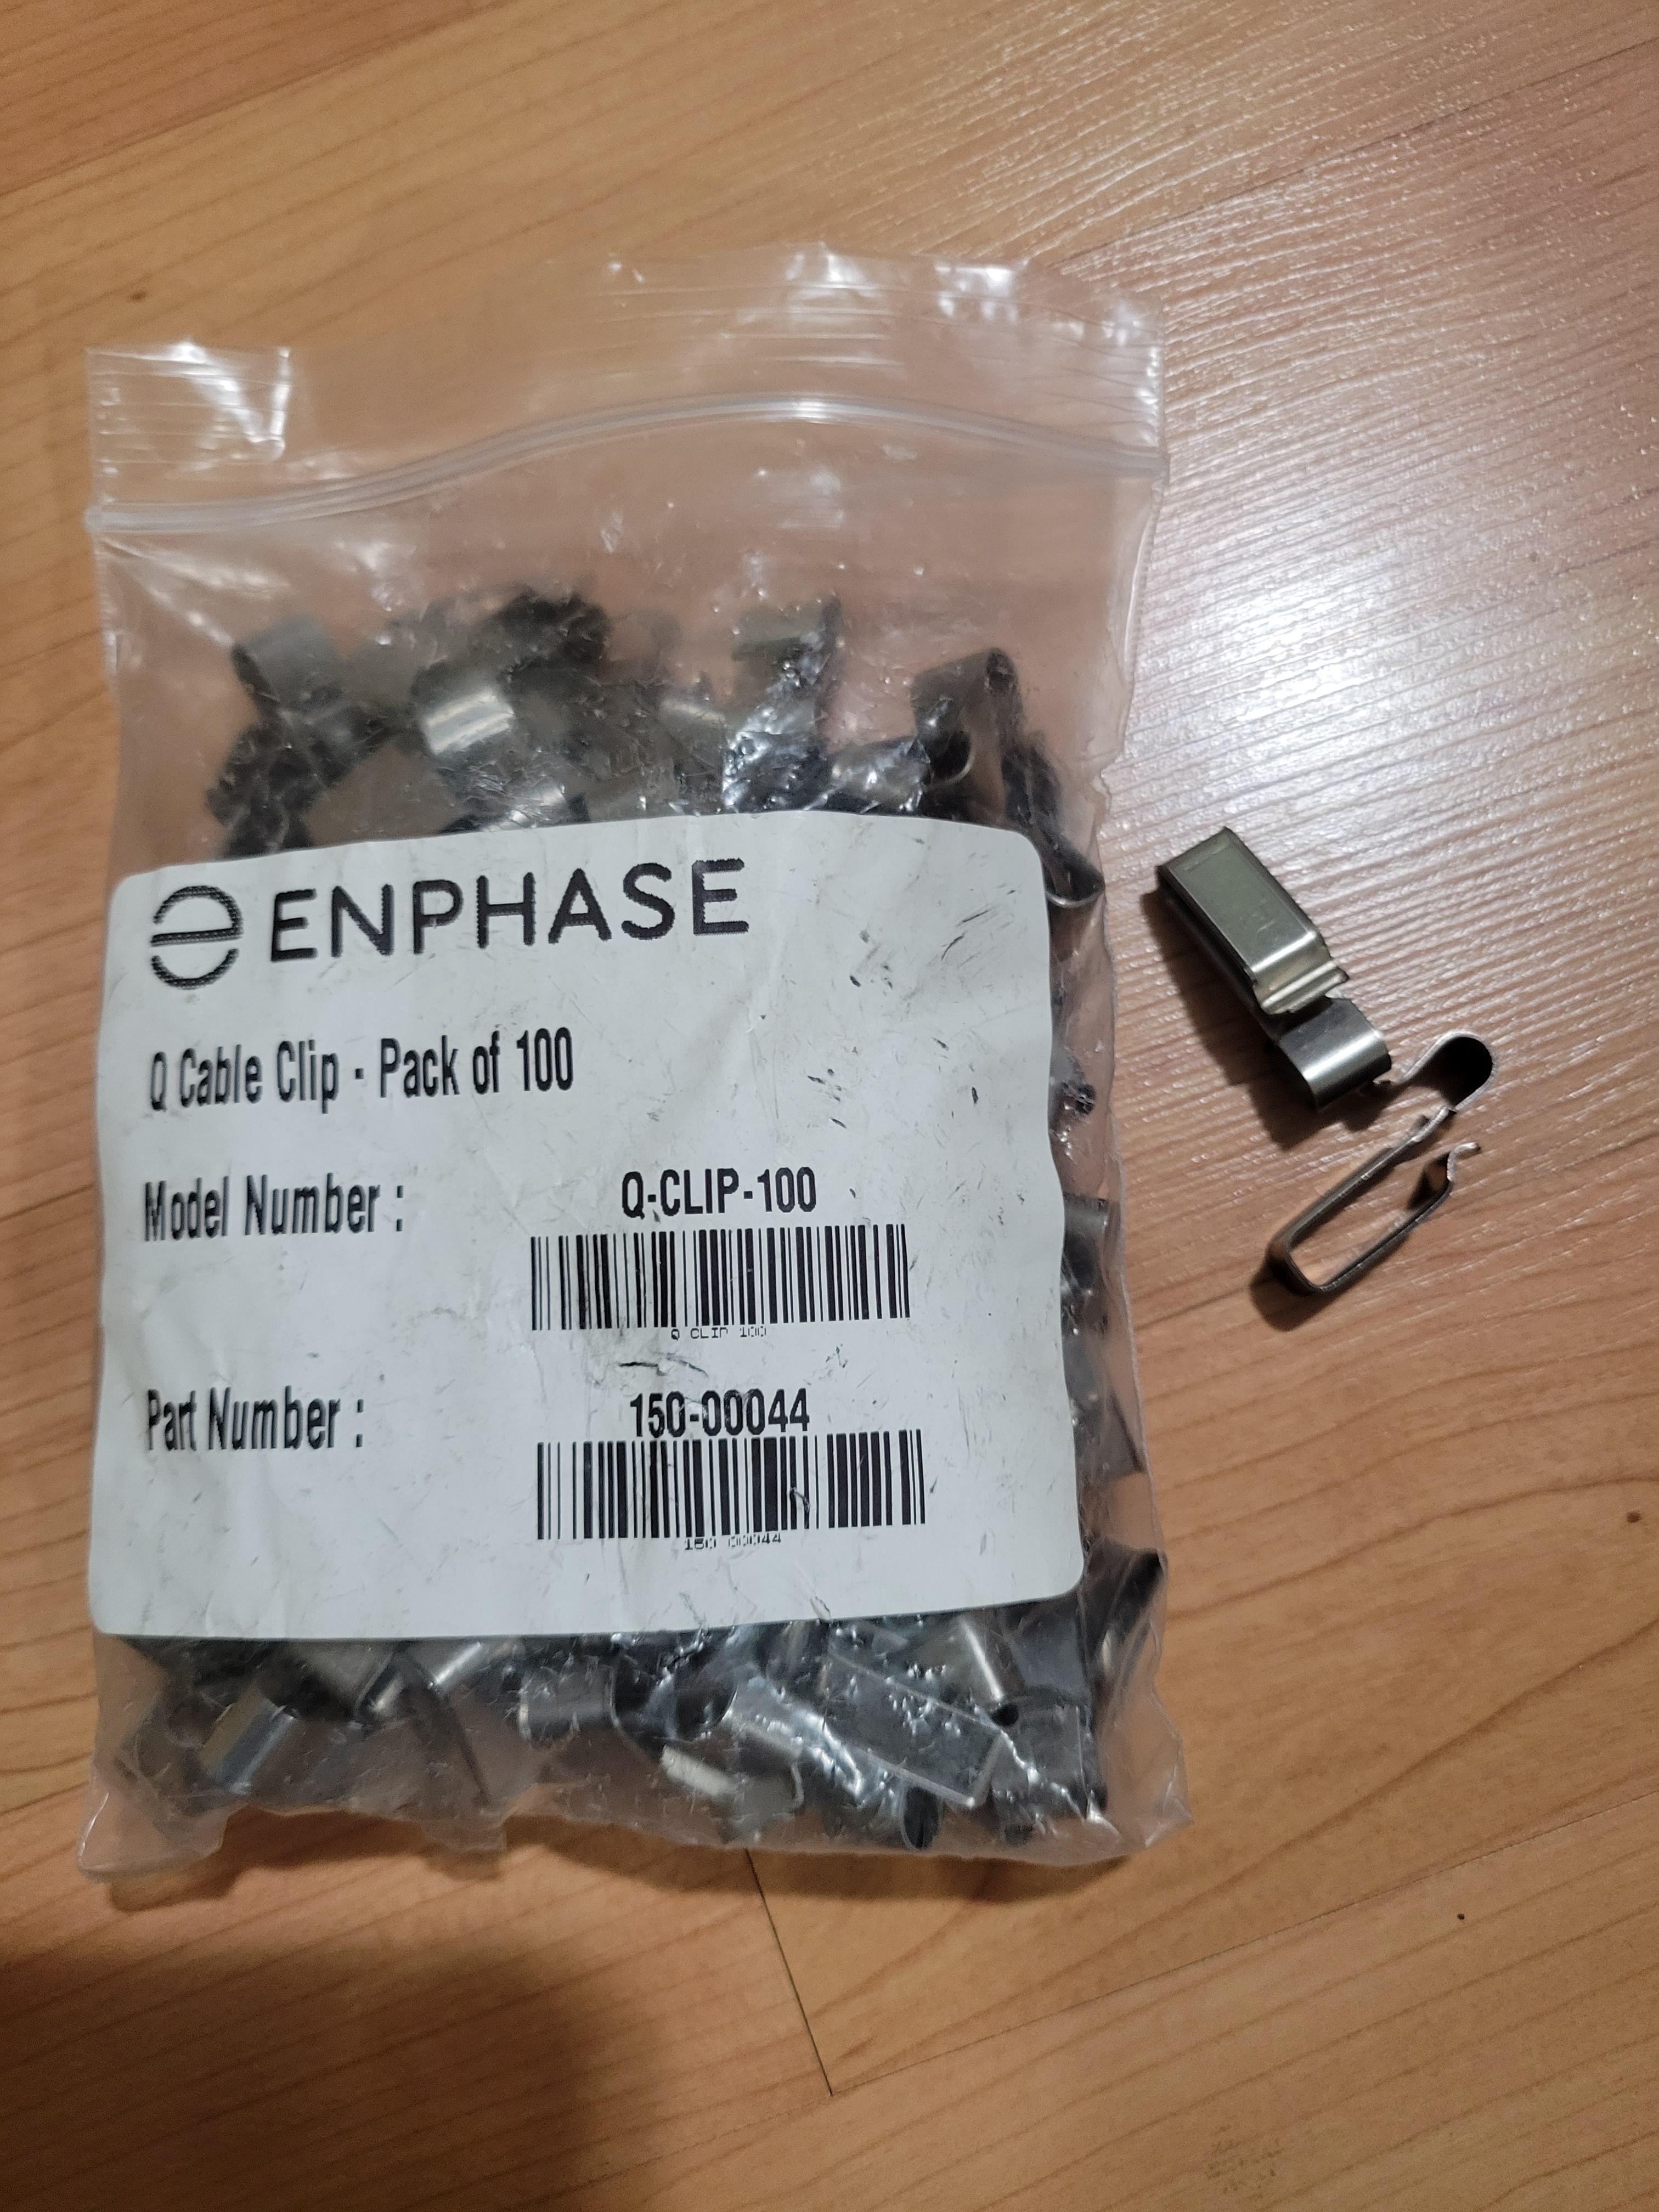 ENPHASE
Q Cable Clip - Pack of 100
Model Number : Q-CLIP-100
Q CLIP 100
Part Number : 150-00044
150 00044